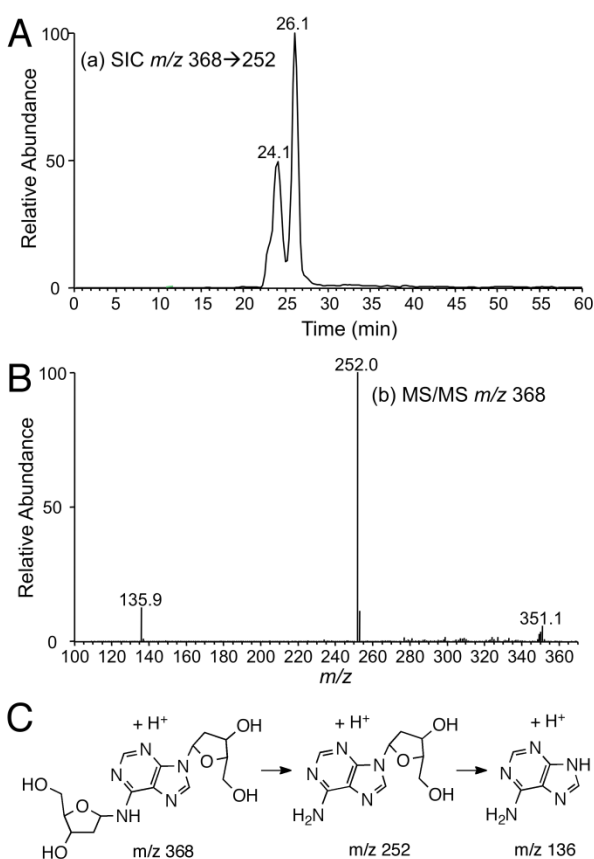 A
(a) SIC m/z 368→252
Relative Abundance
100
50
0
24.1
26.1
0 5 10 15 20 25 30 35 40 45 50 55 60
Time (min)
B
(b) MS/MS m/z 368
Relative Abundance
100
50
0
135.9
252.0
351.1
100 120 140 160 180 200 220 240 260 280 300 320 340 360
m/z
C
+ H⁺ + H⁺ + H⁺
N N N N O OH OH NH O HO HO
N N N N O OH OH H₂N
N N NH N H₂N
m/z 368 m/z 252 m/z 136